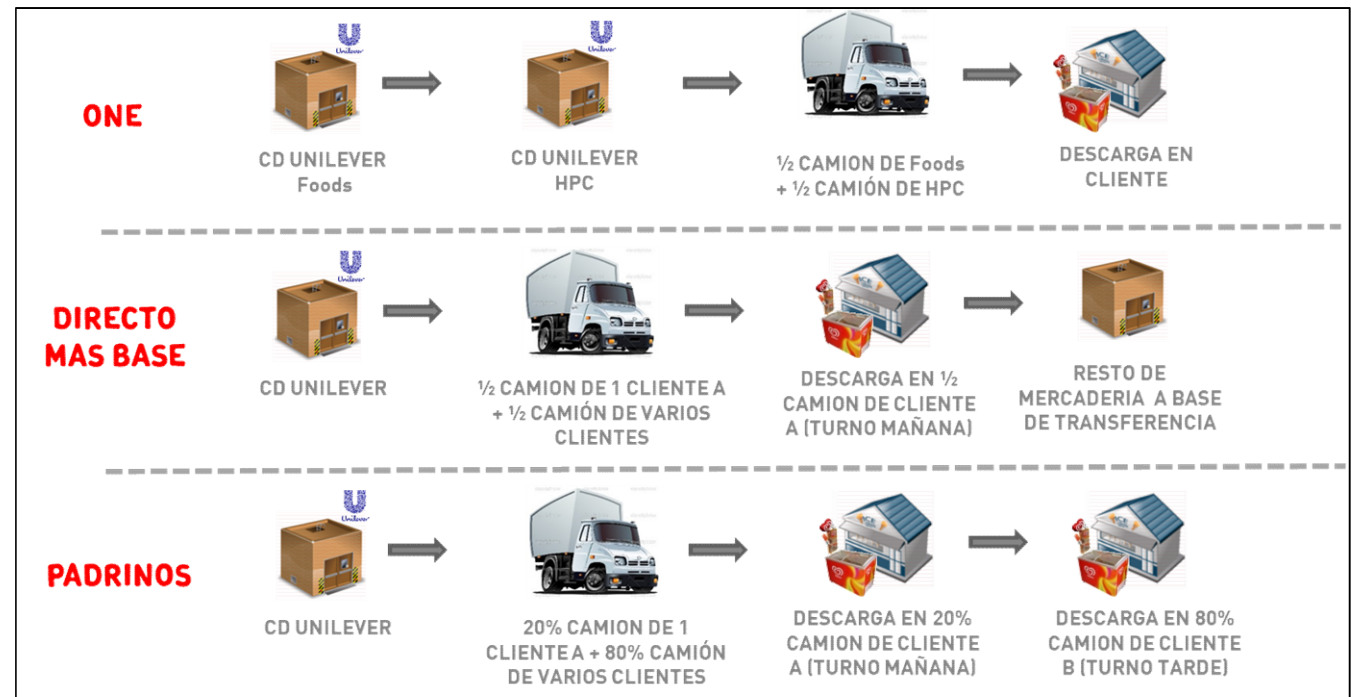 Unilever
Unilever
ONE
CD UNILEVER
Foods
CD UNILEVER
HPC
½ CAMION DE Foods
+ ½ CAMIÓN DE HPC
DESCARGA EN
CLIENTE
Unilever
DIRECTO
MAS BASE
CD UNILEVER
½ CAMION DE 1 CLIENTE A
+ ½ CAMIÓN DE VARIOS
CLIENTES
DESCARGA EN ½
CAMION DE CLIENTE
A (TURNO MAÑANA)
RESTO DE
MERCADERIA A BASE
DE TRANSFERENCIA
Unilever
PADRINOS
CD UNILEVER
20% CAMION DE 1
CLIENTE A + 80% CAMIÓN
DE VARIOS CLIENTES
DESCARGA EN 20%
CAMION DE CLIENTE
A (TURNO MAÑANA)
DESCARGA EN 80%
CAMION DE CLIENTE
B (TURNO TARDE)